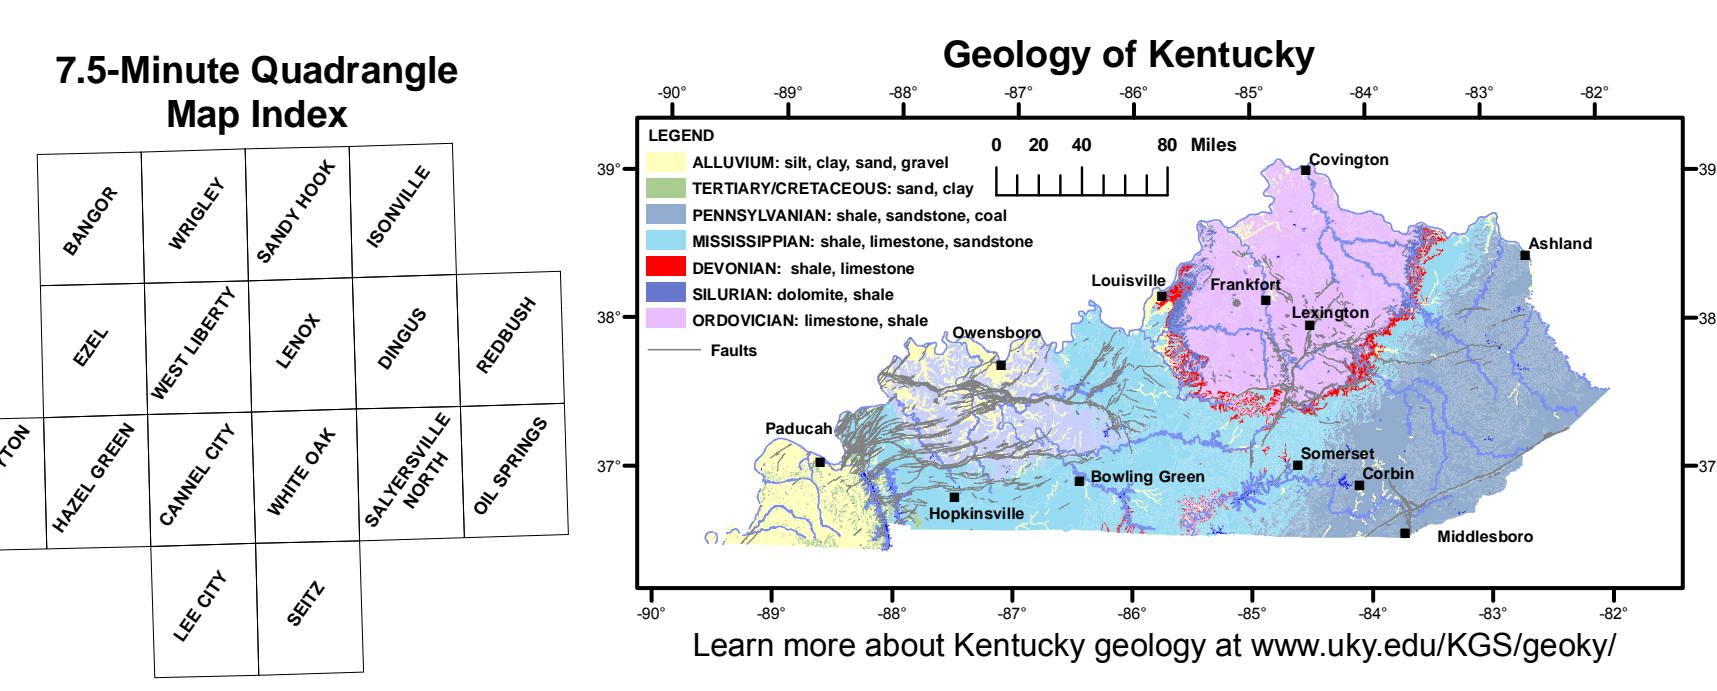 7.5-Minute Quadrangle
Map Index
BANGOR
WRIGLEY
SANDY HOOK
ISONVILLE
EZEL
WEST LIBERTY
LENOX
DINGUS
REDBUSH
YTON
HAZEL GREEN
CANNEL CITY
WHITE OAK
SALYERSVILLE
NORTH
OIL SPRINGS
LEE CITY
SEITZ
Geology of Kentucky
-90° -89° -88° -87° -86° -85° -84° -83° -82°
LEGEND
ALLUVIUM: silt, clay, sand, gravel
TERTIARY/CRETACEOUS: sand, clay
PENNSYLVANIAN: shale, sandstone, coal
MISSISSIPPIAN: shale, limestone, sandstone
DEVONIAN: shale, limestone
SILURIAN: dolomite, shale
ORDOVICIAN: limestone, shale
Faults
0 20 40 80 Miles
39°
38°
37°
39
38
37
Covington
Ashland
Louisville
Frankfort
Lexington
Owensboro
Paducah
Somerset
Corbin
Bowling Green
Hopkinsville
Middlesboro
-90° -89° -88° -87° -86° -85° -84° -83° -82°
Learn more about Kentucky geology at www.uky.edu/KGS/geoky/